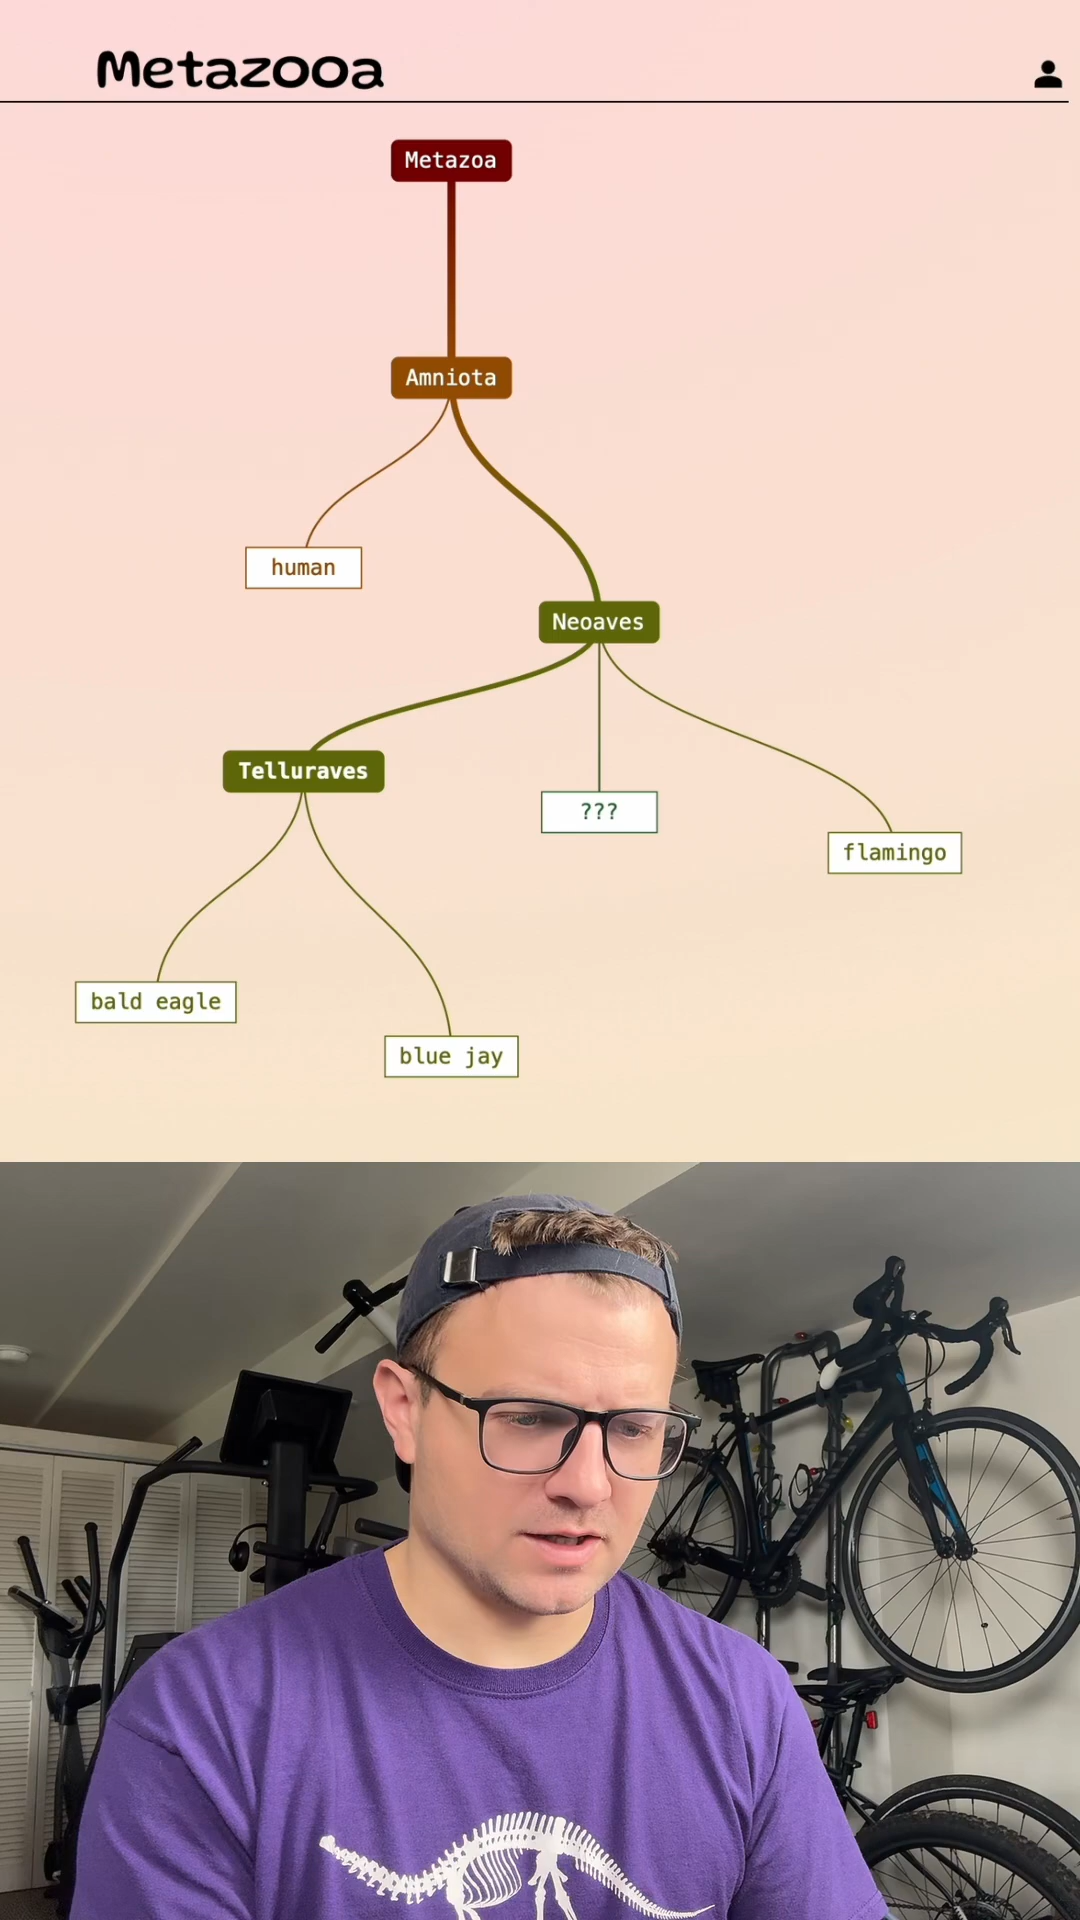 Metazooa
Metazoa
Amniota
human
Neoaves
Telluraves
???
flamingo
bald eagle
blue jay